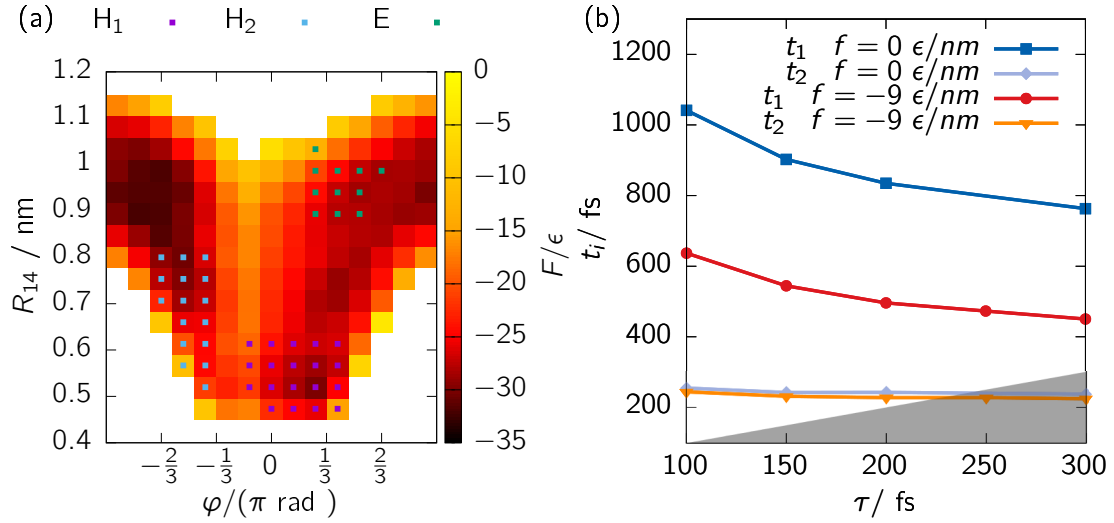 (a) H₁ H₂ E
1.2
1.1
1
0.9
0.8
0.7
0.6
0.5
0.4
R₁₄ / nm
−2/3 −1/3 0 1/3 2/3
φ/(π rad )
0
−5
−10
−15
−20
−25
−30
−35
F/ϵ
(b)
t₁ f = 0 ϵ/nm
t₂ f = 0 ϵ/nm
t₁ f = −9 ϵ/nm
t₂ f = −9 ϵ/nm
1200
1000
800
600
400
200
tᵢ/ fs
100 150 200 250 300
τ/ fs